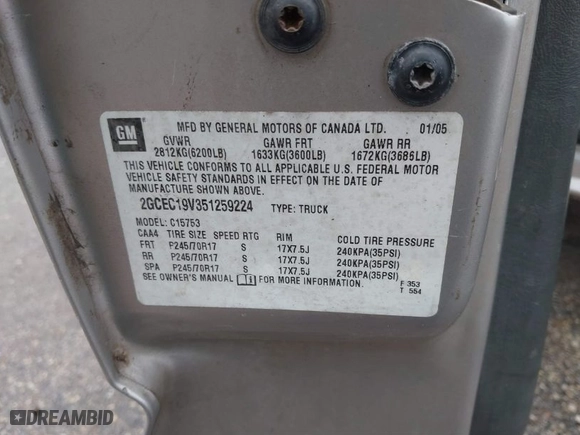 GM
MFD BY GENERAL MOTORS OF CANADA LTD. 01/05
GVWR GAWR FRT GAWR RR
2812KG(6200LB) 1633KG(3600LB) 1672KG(3686LB)
THIS VEHICLE CONFORMS TO ALL APPLICABLE U.S. FEDERAL MOTOR
VEHICLE SAFETY STANDARDS IN EFFECT ON THE DATE OF
MANUFACTURE SHOWN ABOVE.
2GCEC19V351259224 TYPE: TRUCK
MODEL: C15753
CAA4 TIRE SIZE SPEED RTG RIM COLD TIRE PRESSURE
FRT P245/70R17 S 17X7.5J 240KPA(35PSI)
RR P245/70R17 S 17X7.5J 240KPA(35PSI)
SPA P245/70R17 S 17X7.5J 240KPA(35PSI)
SEE OWNER'S MANUAL i FOR MORE INFORMATION.
F 353
T 554
DREAMBID